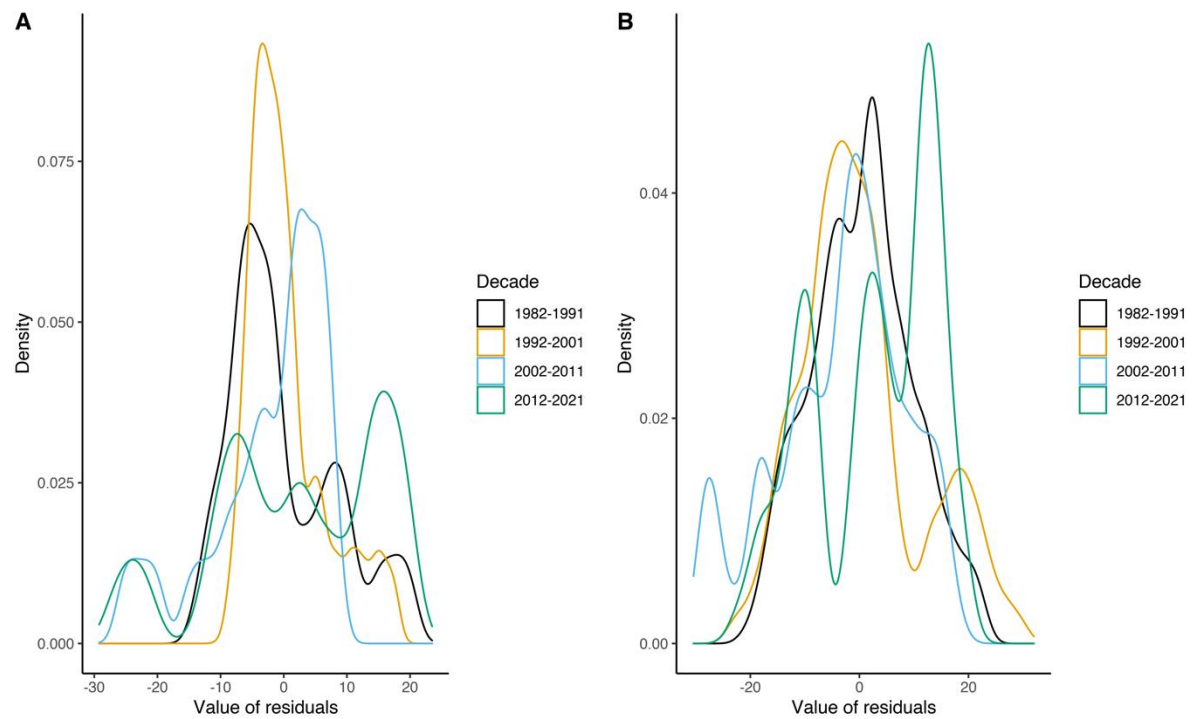 A
Density
0.075
0.050
0.025
0.000
-30 -20 -10 0 10 20
Value of residuals
Decade
1982-1991
1992-2001
2002-2011
2012-2021
B
Density
0.04
0.02
0.00
-20 0 20
Value of residuals
Decade
1982-1991
1992-2001
2002-2011
2012-2021